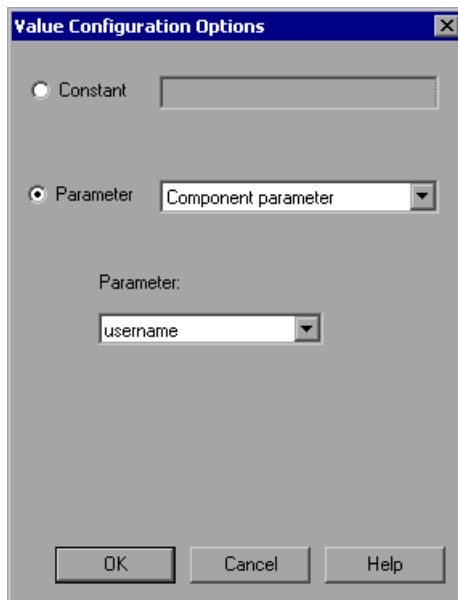 Value Configuration Options
Constant
Parameter Component parameter
Parameter:
username
OK Cancel Help